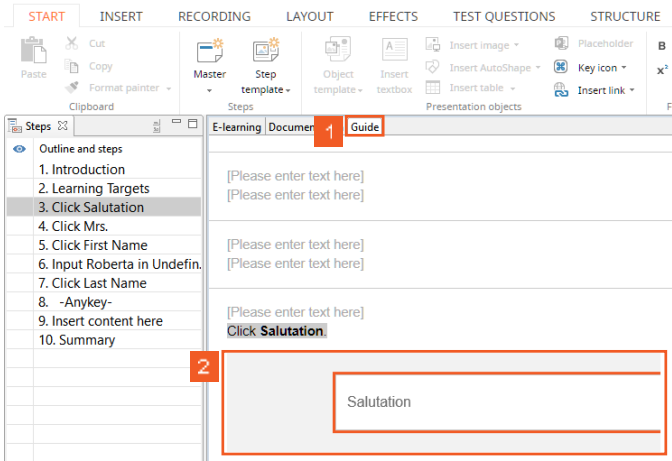 START INSERT RECORDING LAYOUT EFFECTS TEST QUESTIONS STRUCTURE
Paste
Cut
Copy
Format painter
Clipboard
Master
Step template
Steps
Object template
Insert textbox
Insert image
Insert AutoShape
Insert table
Presentation objects
Placeholder
Key icon
Insert link
B
x²
F
Steps
E-learning Documen 1 Guide
Outline and steps
1. Introduction
2. Learning Targets
3. Click Salutation
4. Click Mrs.
5. Click First Name
6. Input Roberta in Undefin.
7. Click Last Name
8. -Anykey-
9. Insert content here
10. Summary
[Please enter text here]
[Please enter text here]
[Please enter text here]
[Please enter text here]
[Please enter text here]
Click Salutation.
2
Salutation